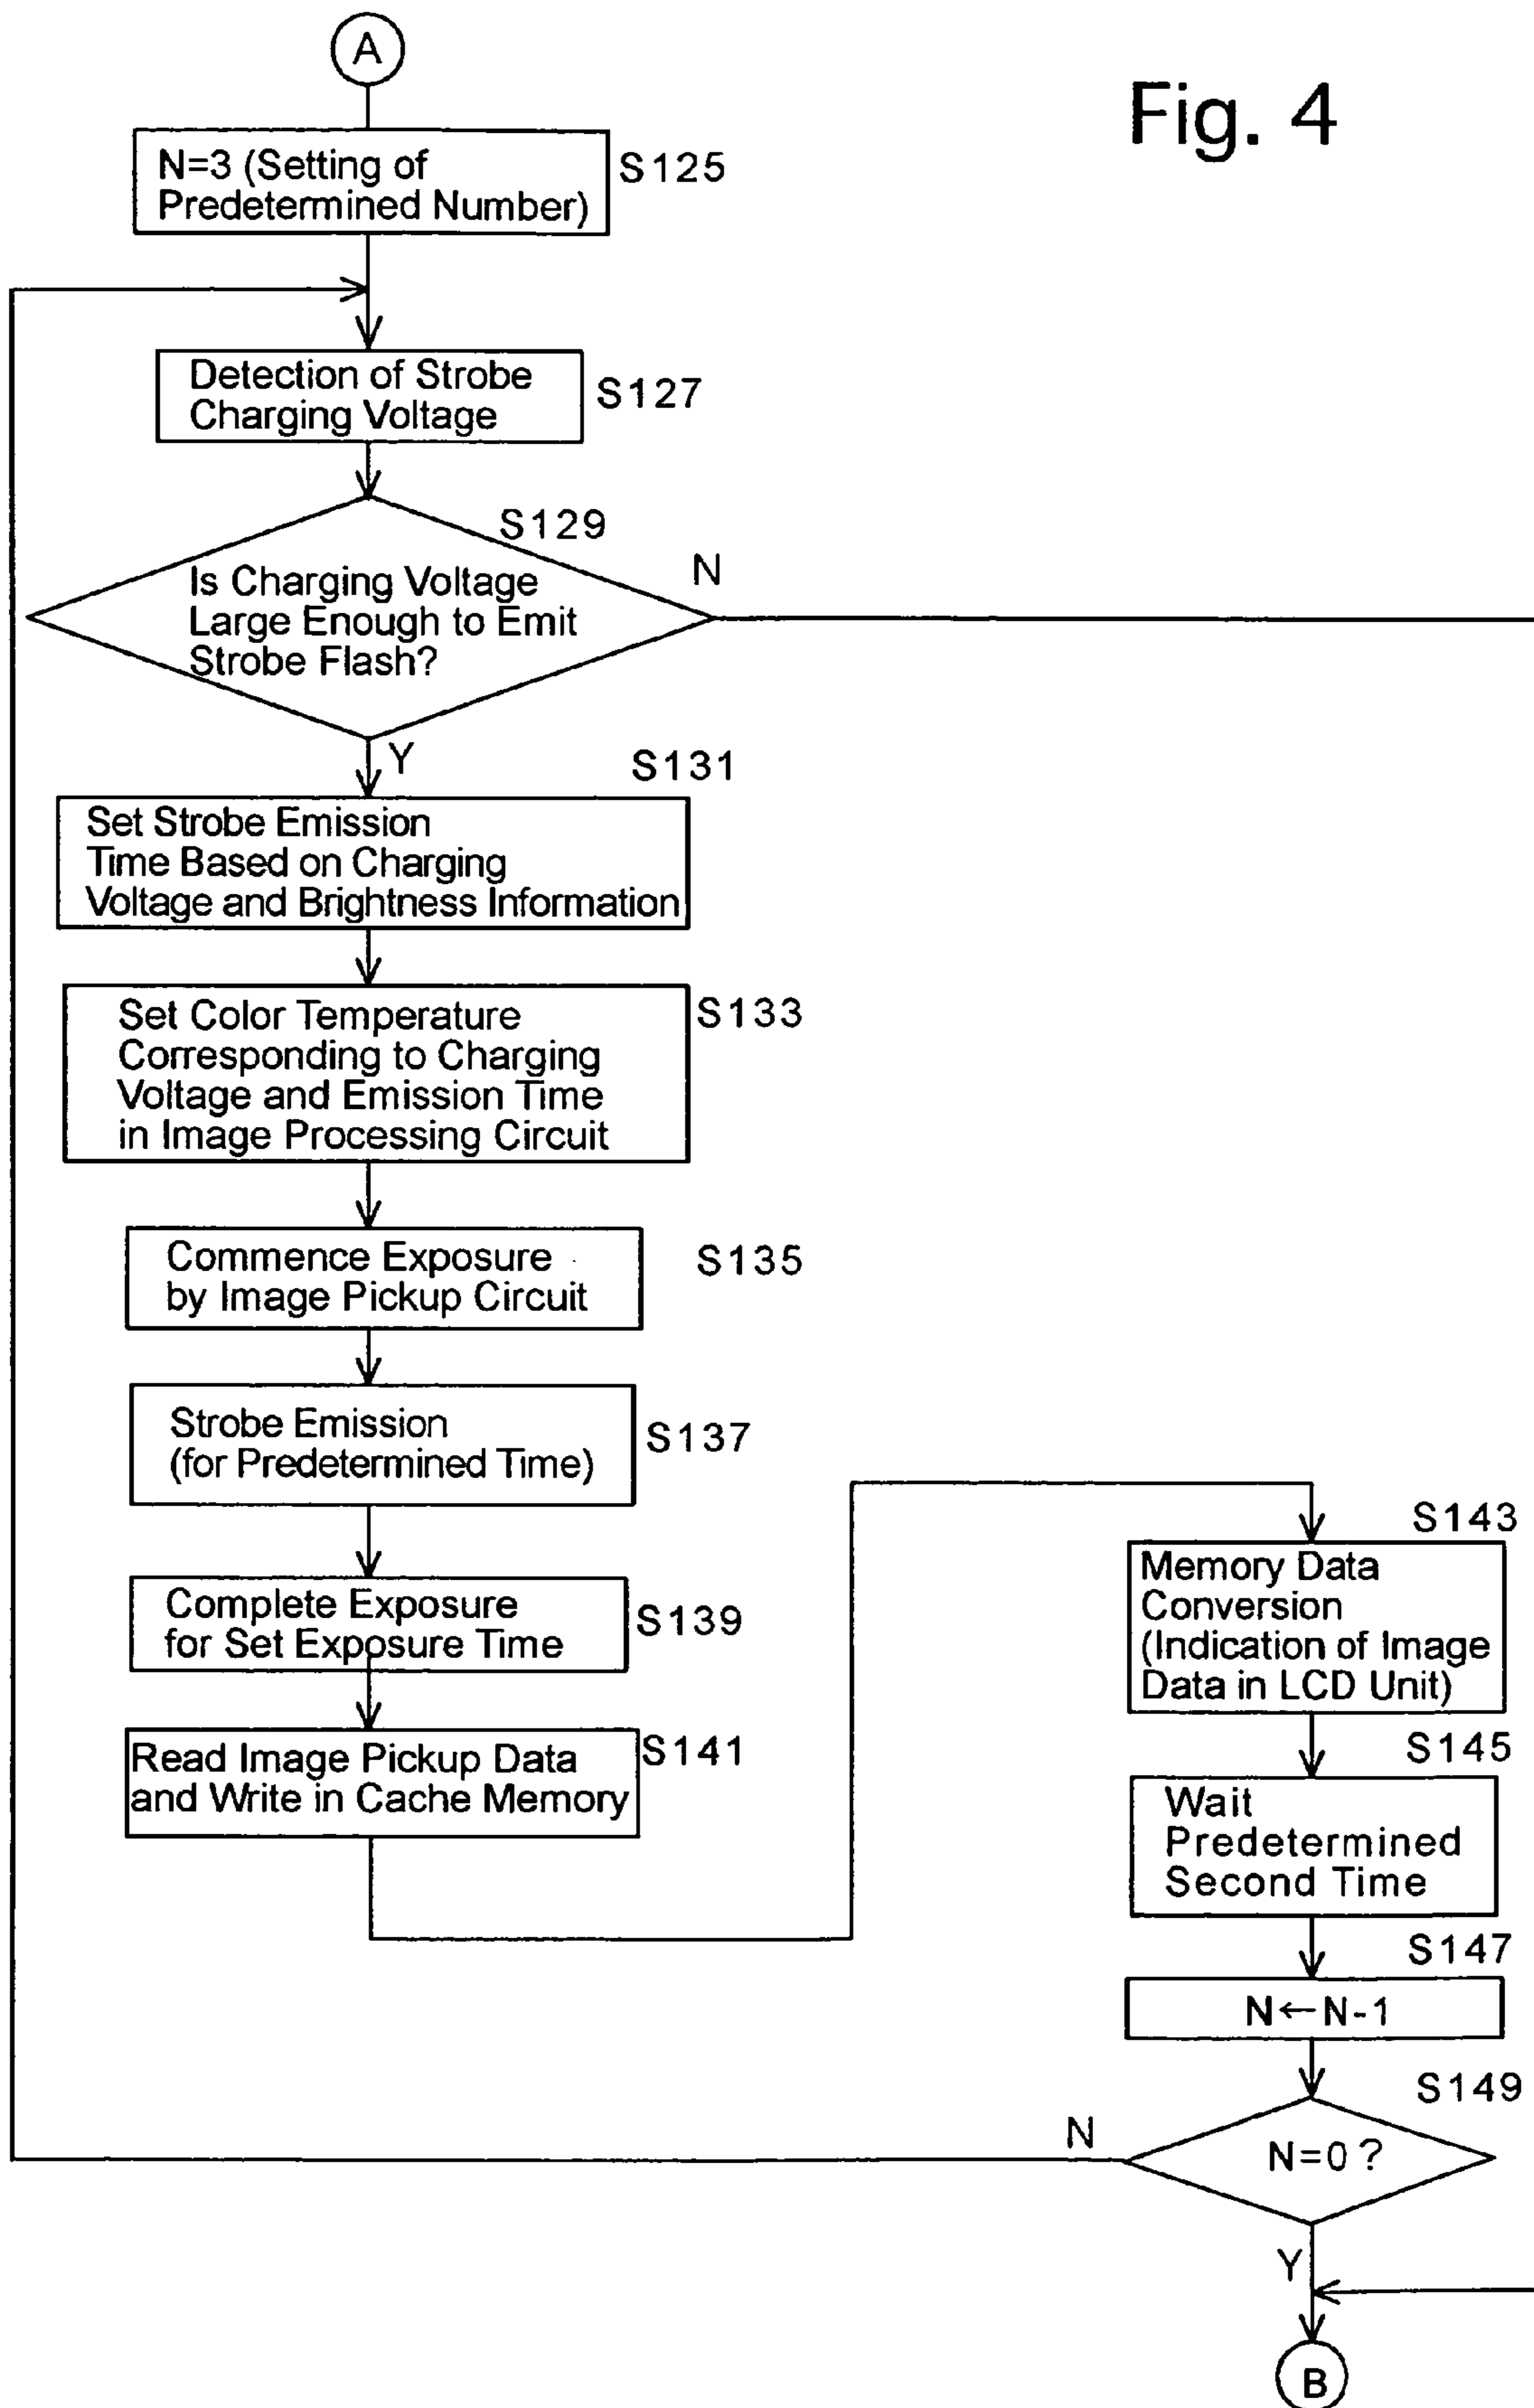 A
Fig. 4
N=3 (Setting of
Predetermined Number)
S125
Detection of Strobe
Charging Voltage
S127
S129
Is Charging Voltage
Large Enough to Emit
Strobe Flash?
N
Y
S131
Set Strobe Emission
Time Based on Charging
Voltage and Brightness Information
S133
Set Color Temperature
Corresponding to Charging
Voltage and Emission Time
in Image Processing Circuit
Commence Exposure
by Image Pickup Circuit
S135
Strobe Emission
(for Predetermined Time)
S137
Complete Exposure
for Set Exposure Time
S139
Read Image Pickup Data
and Write in Cache Memory
S141
S143
Memory Data
Conversion
(Indication of Image
Data in LCD Unit)
S145
Wait
Predetermined
Second Time
S147
N←N-1
S149
N=0 ?
N
Y
B